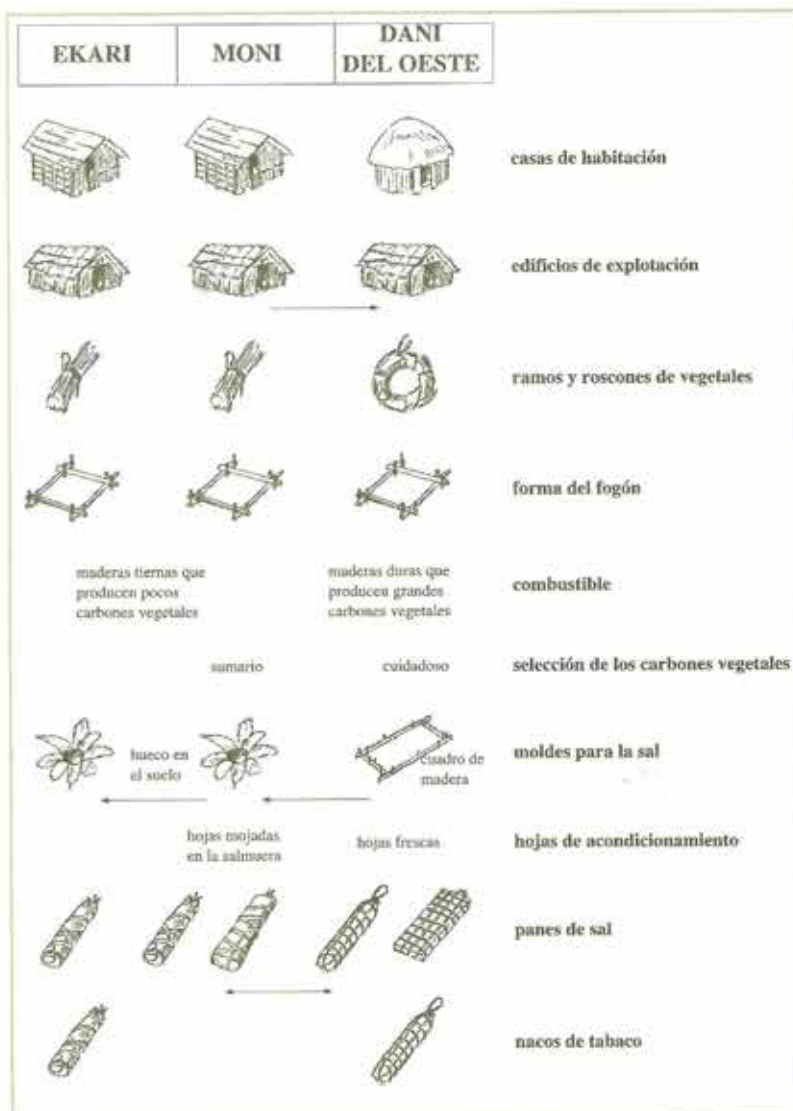 EKARI
MONI
DANI
DEL OESTE
casas de habitación
edificios de explotación
ramos y roscones de vegetales
forma del fogón
maderas tiernas que
producen pocos
carbones vegetales
maderas duras que
producen grandes
carbones vegetales
combustible
sumario
cuidadoso
selección de los carbones vegetales
hueco en
el suelo
cuadro de
madera
moldes para la sal
hojas mojadas
en la salmuera
hojas frescas
hojas de acondicionamiento
panes de sal
nacos de tabaco